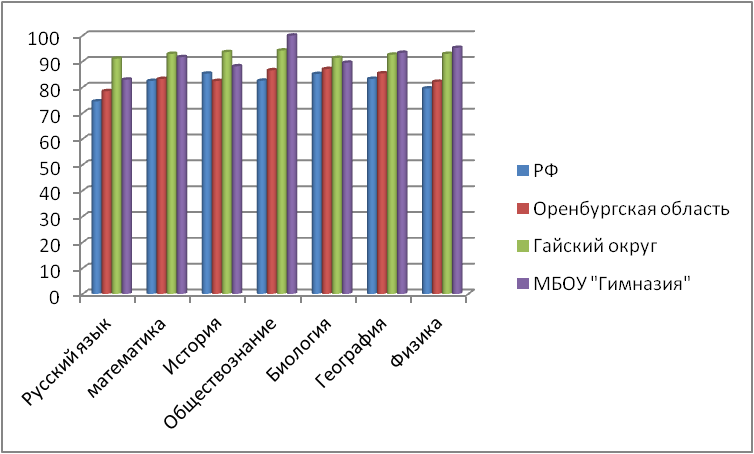 100
90
80
70
60
50
40
30
20
10
0
Русский язык
математика
История
Обществознание
Биология
География
Физика
РФ
Оренбургская область
Гайский округ
МБОУ "Гимназия"